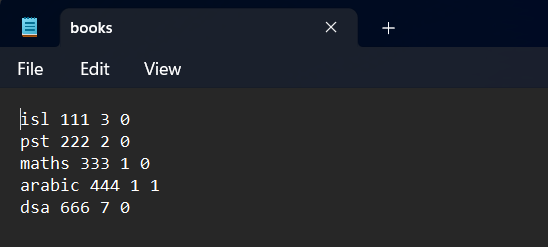 books
File Edit View
isl 111 3 0
pst 222 2 0
maths 333 1 0
arabic 444 1 1
dsa 666 7 0